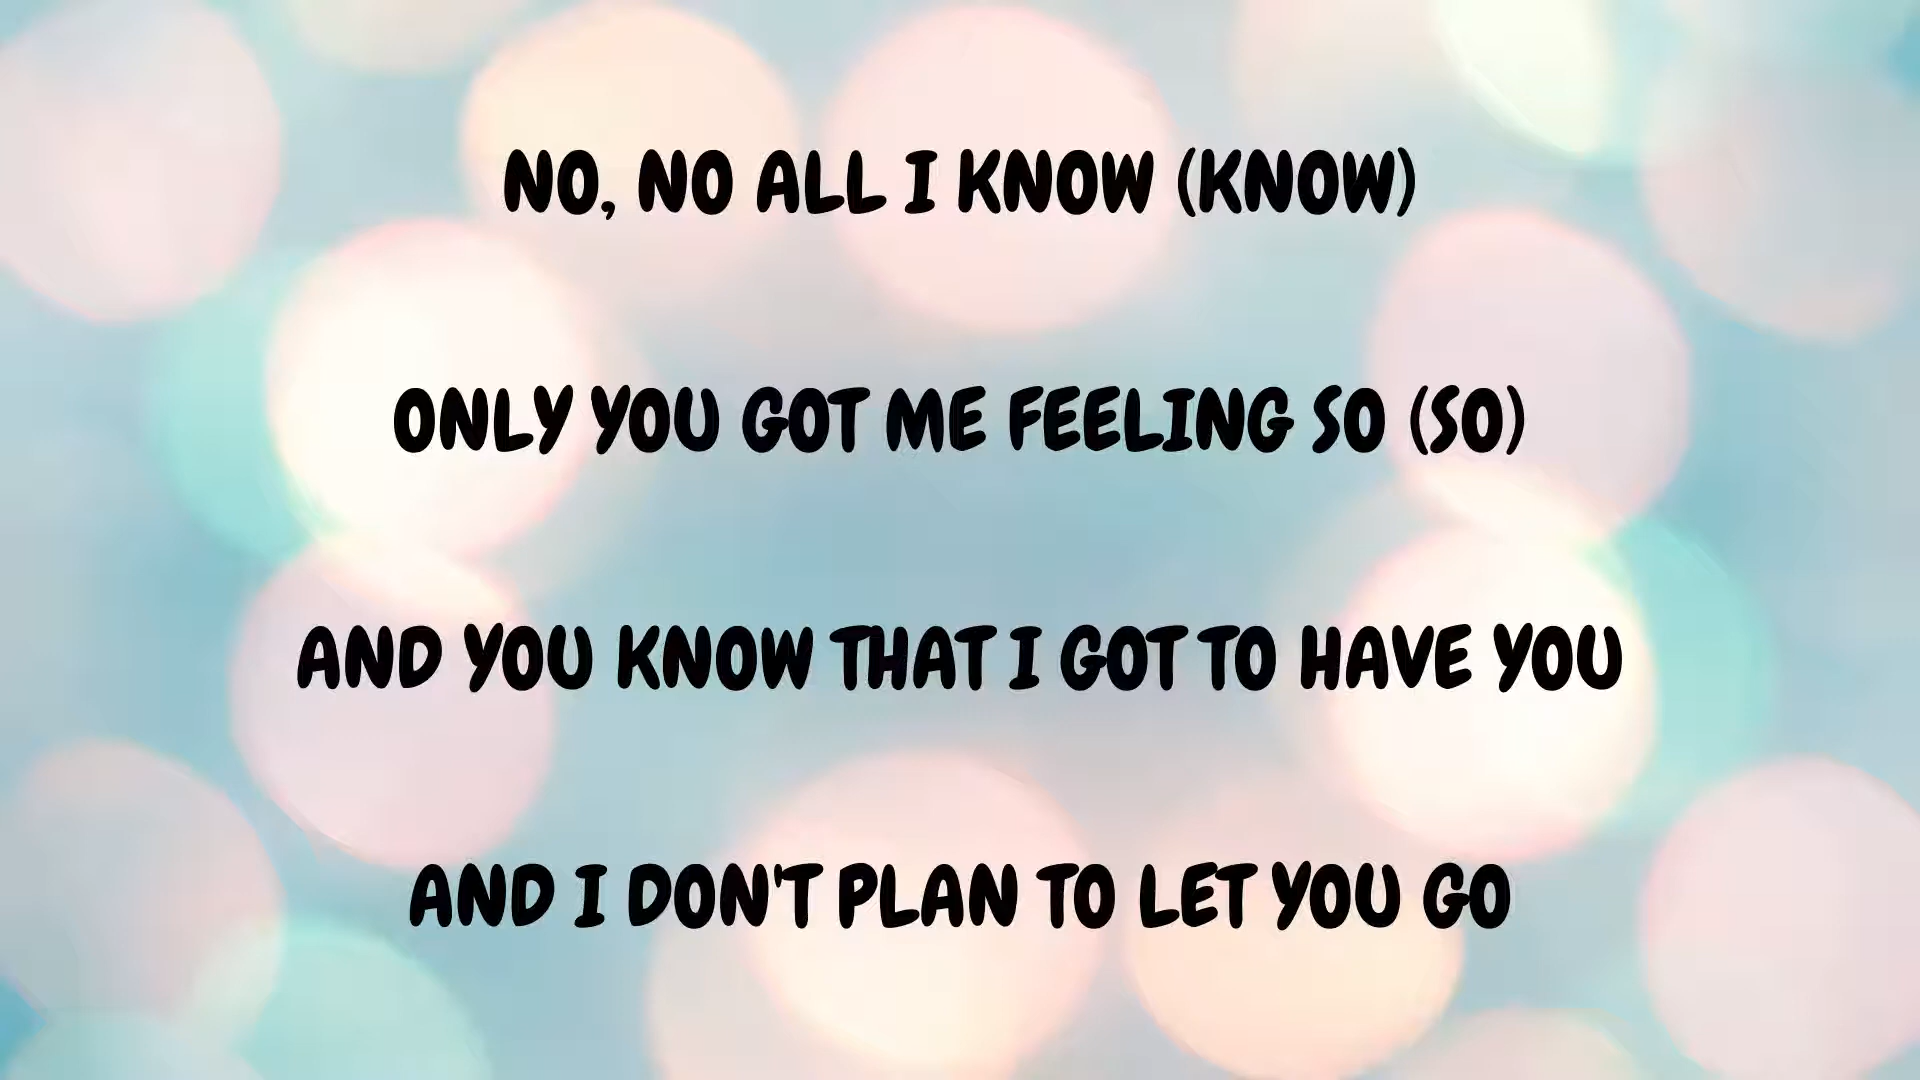 NO, NO ALL I KNOW (KNOW)
ONLY YOU GOT ME FEELING SO (SO)
AND YOU KNOW THAT I GOT TO HAVE YOU
AND I DON'T PLAN TO LET YOU GO